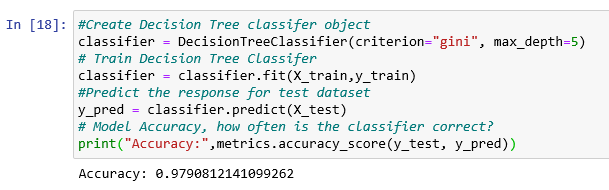 In [18]: #Create Decision Tree classifer object
classifier = DecisionTreeClassifier(criterion="gini", max_depth=5)
# Train Decision Tree Classifer
classifier = classifier.fit(X_train,y_train)
#Predict the response for test dataset
y_pred = classifier.predict(X_test)
# Model Accuracy, how often is the classifier correct?
print("Accuracy:",metrics.accuracy_score(y_test, y_pred))
Accuracy: 0.9790812141099262